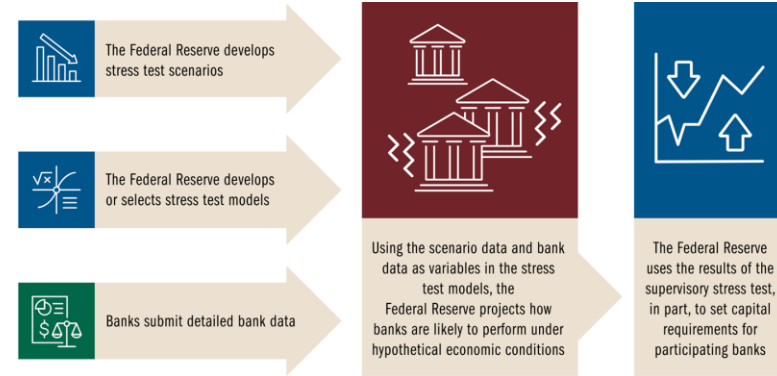 The Federal Reserve develops
stress test scenarios
√x
The Federal Reserve develops
or selects stress test models
$
Banks submit detailed bank data
Using the scenario data and bank
data as variables in the stress
test models, the
Federal Reserve projects how
banks are likely to perform under
hypothetical economic conditions
The Federal Reserve
uses the results of the
supervisory stress test,
in part, to set capital
requirements for
participating banks